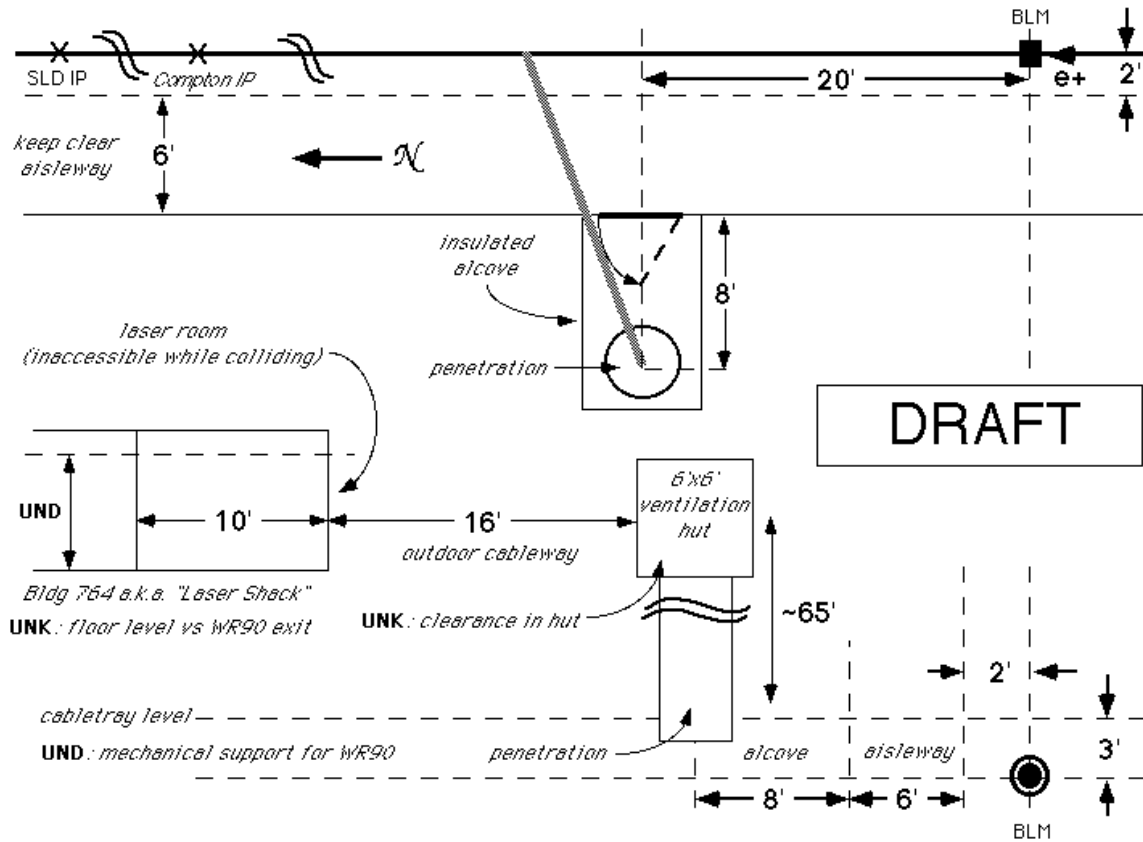 BLM
SLD IP
Compton IP
20'
e+
2'
keep clear
aisleway
6'
N
insulated
alcove
8'
laser room
(inaccessible while colliding)
penetration
DRAFT
UND
10'
16'
outdoor cableway
6'x6'
ventilation
hut
Bldg 764 a.k.a. "Laser Shack"
UNK.: floor level vs WR90 exit
UNK.: clearance in hut
~65'
2'
cabletray level
UND.: mechanical support for WR90
penetration
alcove
aisleway
3'
8'
6'
BLM